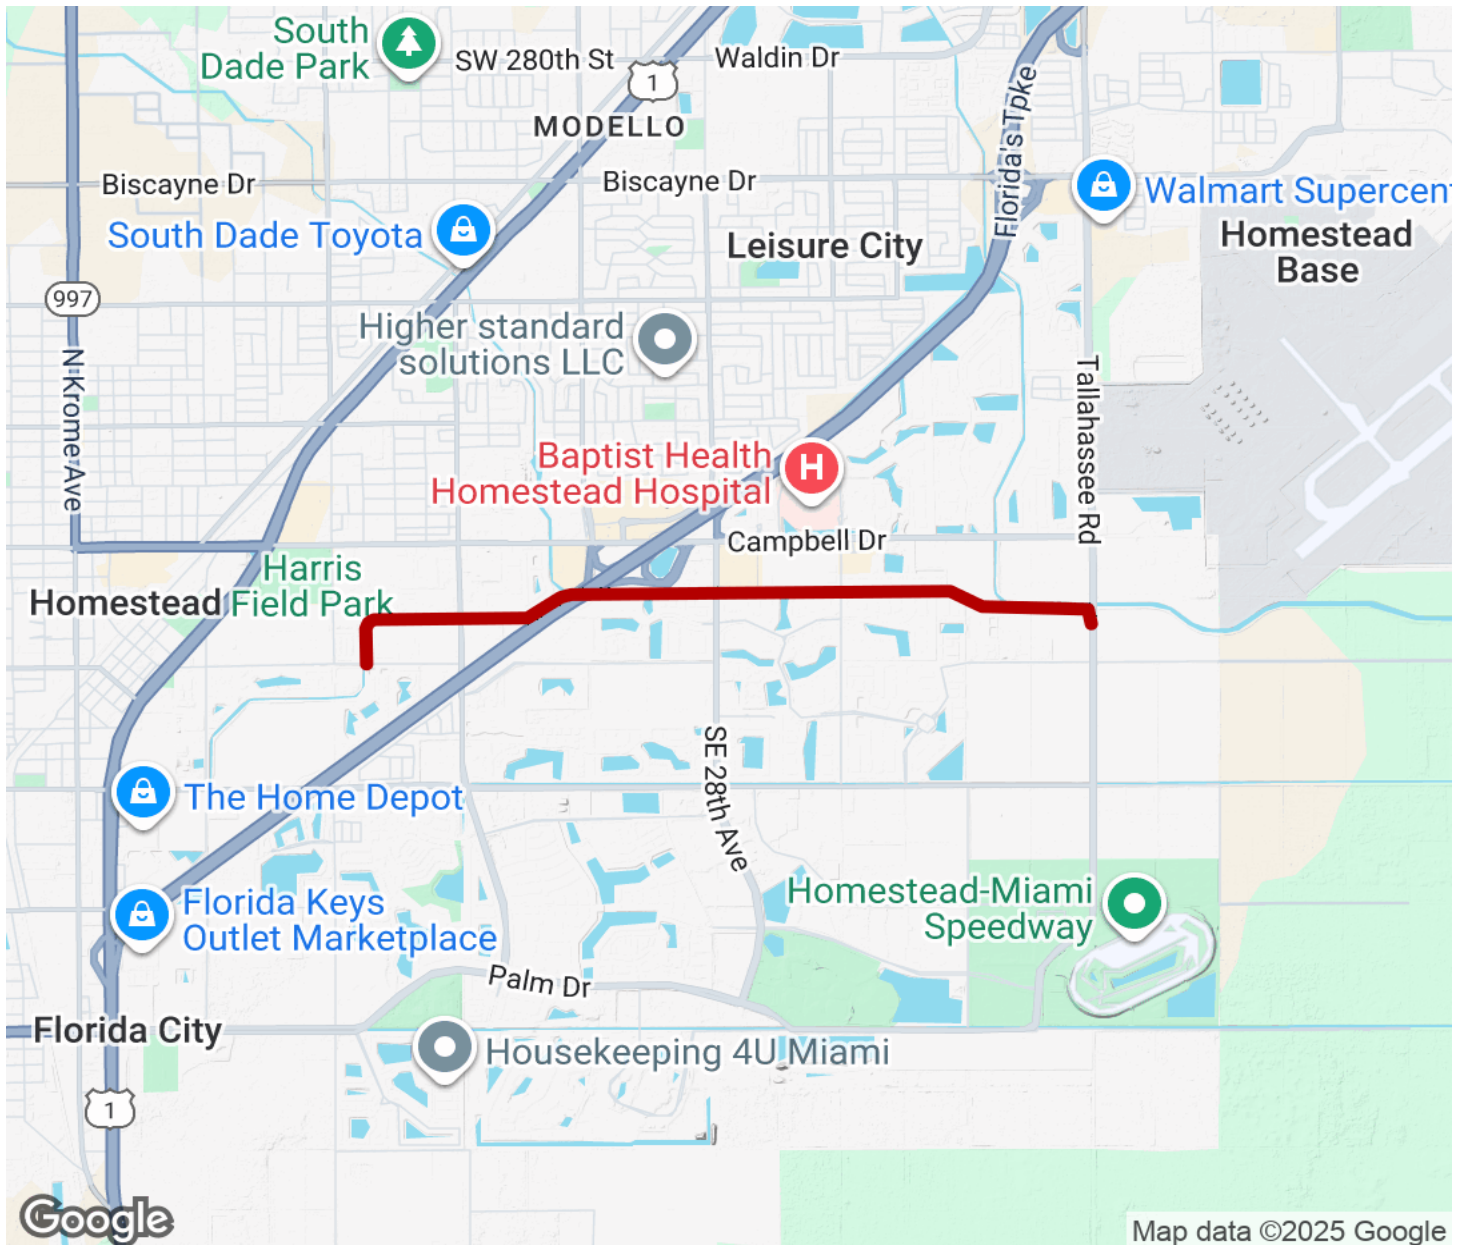 South
Dade Park
SW 280th St
1
Waldin Dr
MODELLO
Florida's Tpke
Biscayne Dr
Biscayne Dr
Walmart Supercent
South Dade Toyota
Leisure City
Homestead
Base
997
Higher standard
solutions LLC
N Krome Ave
Tallahassee Rd
Baptist Health
Homestead Hospital
H
Campbell Dr
Harris
Field Park
Homestead
SE 28th Ave
The Home Depot
Homestead-Miami
Speedway
Florida Keys
Outlet Marketplace
Palm Dr
Florida City
Housekeeping 4U Miami
1
Google
Map data ©2025 Google